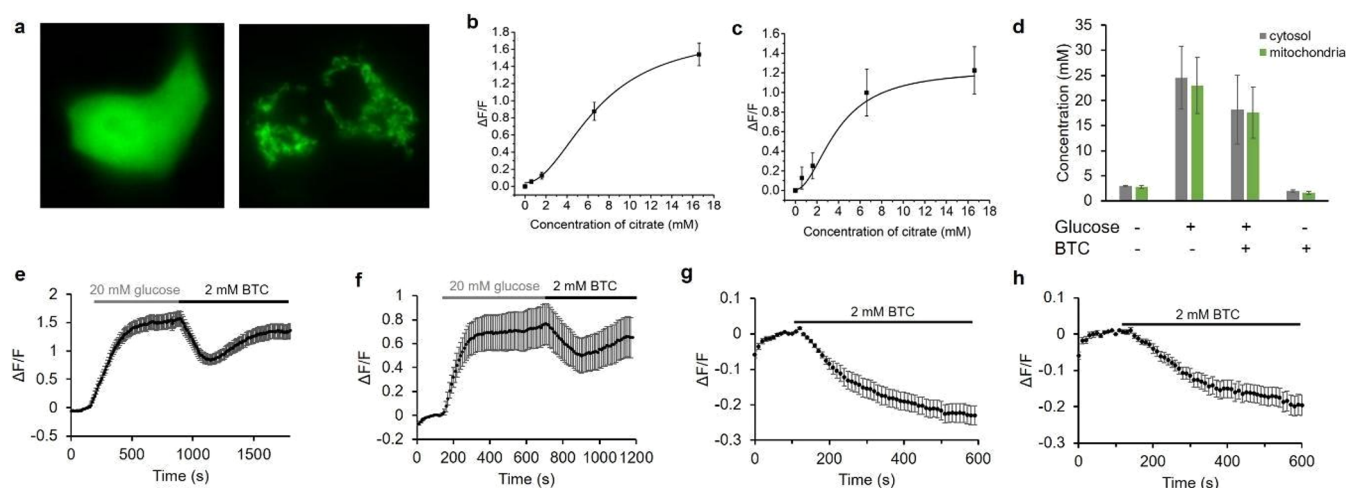 a
b
ΔF/F
1.8
1.6
1.4
1.2
1.0
0.8
0.6
0.4
0.2
0.0
0 2 4 6 8 10 12 14 16 18
Concentration of citrate (mM)
c
ΔF/F
1.8
1.6
1.4
1.2
1.0
0.8
0.6
0.4
0.2
0.0
0 2 4 6 8 10 12 14 16 18
Concentration of citrate (mM)
d
Concentration (mM)
35
30
25
20
15
10
5
0
cytosol
mitochondria
Glucose - + + -
BTC - - + +
e
20 mM glucose 2 mM BTC
ΔF/F
2
1.5
1
0.5
0
-0.5
0 500 1000 1500
Time (s)
f
20 mM glucose 2 mM BTC
ΔF/F
1
0.8
0.6
0.4
0.2
0
-0.2
0 200 400 600 800 1000 1200
Time (s)
g
2 mM BTC
ΔF/F
0.1
0
-0.1
-0.2
-0.3
0 200 400 600
Time (s)
h
2 mM BTC
ΔF/F
0.1
0
-0.1
-0.2
-0.3
0 200 400 600
Time (s)